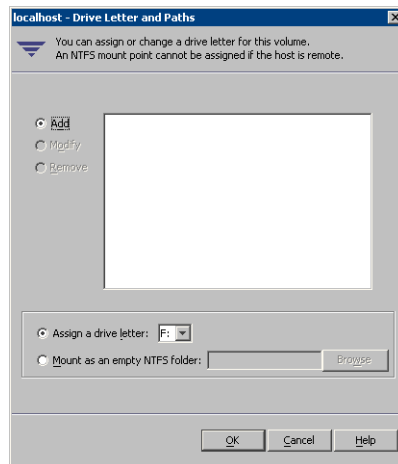 localhost - Drive Letter and Paths
You can assign or change a drive letter for this volume.
An NTFS mount point cannot be assigned if the host is remote.
Add
Modify
Remove
Assign a drive letter: F:
Mount as an empty NTFS folder: Browse
OK Cancel Help